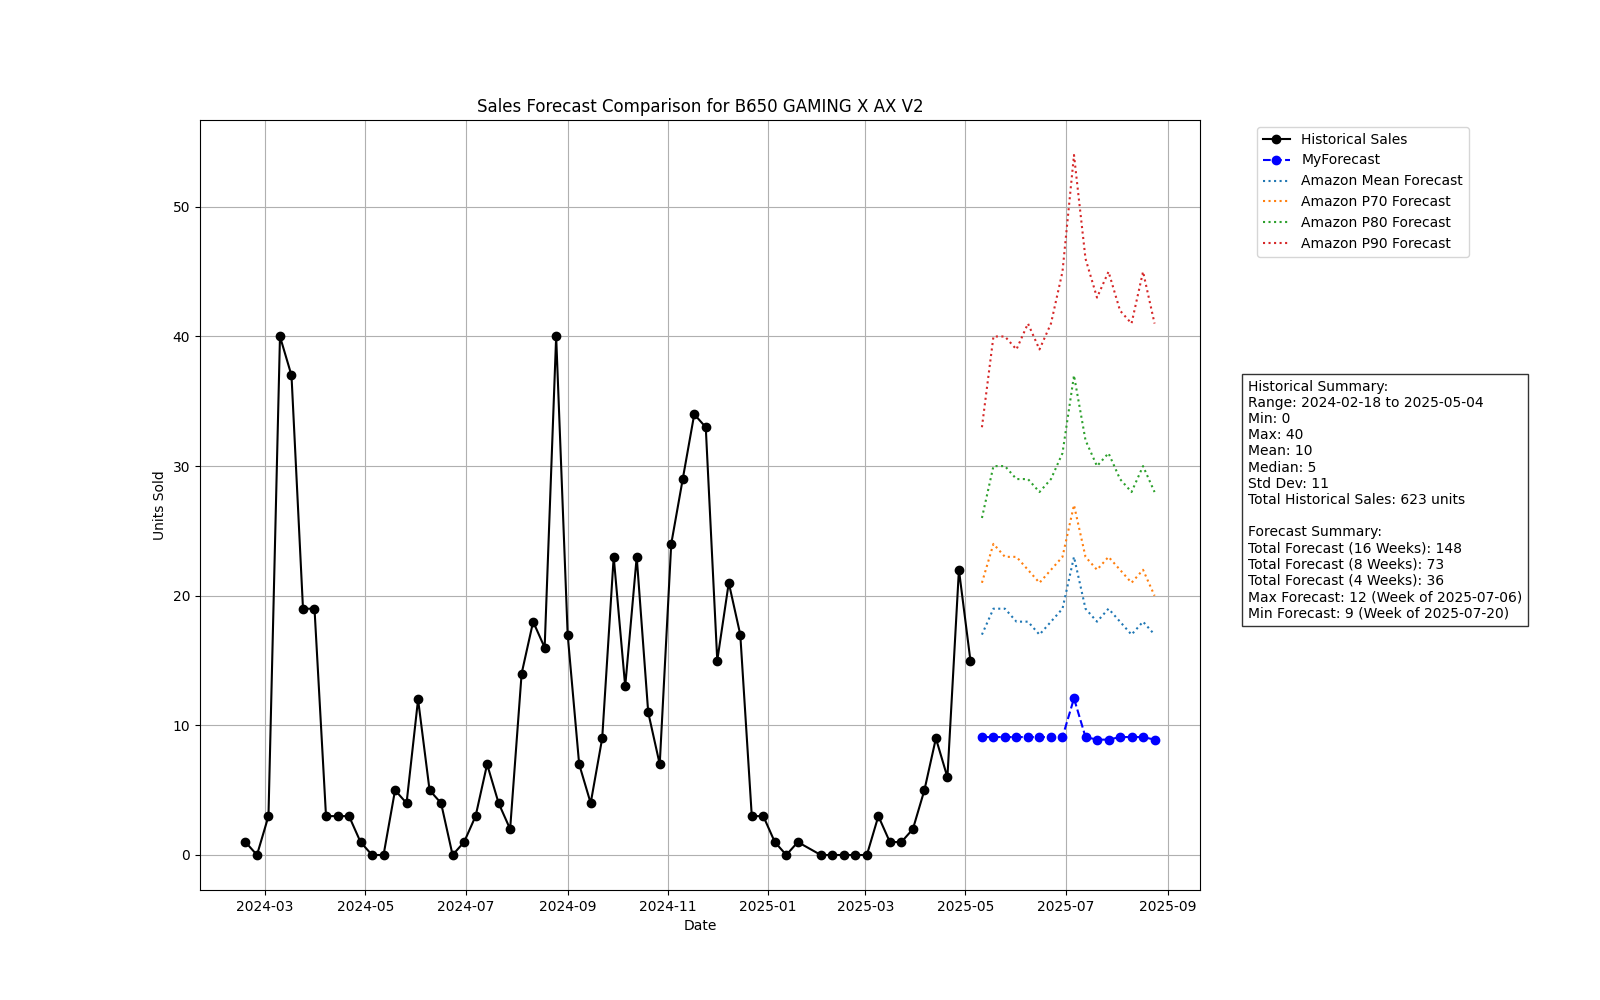 Sales Forecast Comparison for B650 GAMING X AX V2
Historical Sales
MyForecast
Amazon Mean Forecast
Amazon P70 Forecast
Amazon P80 Forecast
Amazon P90 Forecast
50
40
30
20
10
0
Units Sold
Historical Summary:
Range: 2024-02-18 to 2025-05-04
Min: 0
Max: 40
Mean: 10
Median: 5
Std Dev: 11
Total Historical Sales: 623 units
Forecast Summary:
Total Forecast (16 Weeks): 148
Total Forecast (8 Weeks): 73
Total Forecast (4 Weeks): 36
Max Forecast: 12 (Week of 2025-07-06)
Min Forecast: 9 (Week of 2025-07-20)
2024-03 2024-05 2024-07 2024-09 2024-11 2025-01 2025-03 2025-05 2025-07 2025-09
Date